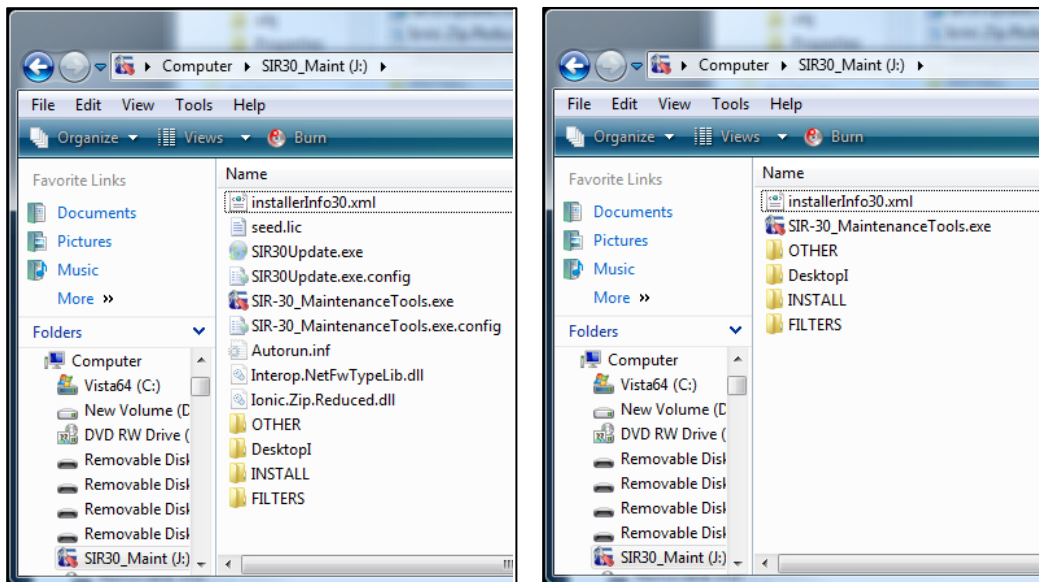 Computer ▸ SIR30_Maint (J:) ▸
File Edit View Tools Help
Organize Views Burn
Favorite Links
Documents
Pictures
Music
More »
Folders
Computer
Vista64 (C:)
New Volume (D
DVD RW Drive (
Removable Disk
Removable Disk
Removable Disk
Removable Disk
SIR30_Maint (J:)
Name
installerInfo30.xml
seed.lic
SIR30Update.exe
SIR30Update.exe.config
SIR-30_MaintenanceTools.exe
SIR-30_MaintenanceTools.exe.config
Autorun.inf
Interop.NetFwTypeLib.dll
Ionic.Zip.Reduced.dll
OTHER
DesktopI
INSTALL
FILTERS
Computer ▸ SIR30_Maint (J:) ▸
File Edit View Tools Help
Organize Views Burn
Favorite Links
Documents
Pictures
Music
More »
Folders
Computer
Vista64 (C:)
New Volume (D
DVD RW Drive (
Removable Disk
Removable Disk
Removable Disk
Removable Disk
SIR30_Maint (J:)
Name
installerInfo30.xml
SIR-30_MaintenanceTools.exe
OTHER
DesktopI
INSTALL
FILTERS